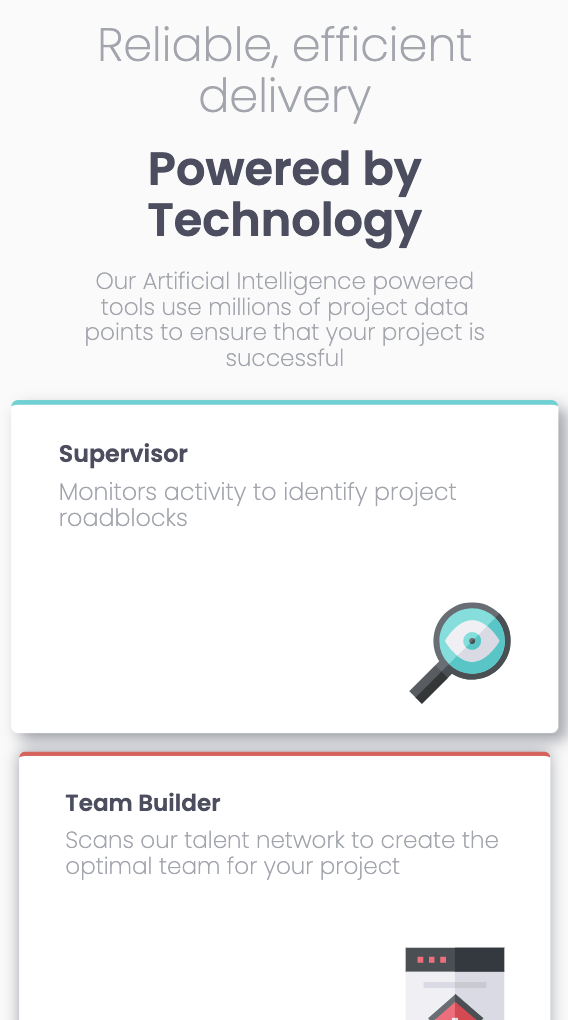 Reliable, efficient
delivery
Powered by
Technology
Our Artificial Intelligence powered
tools use millions of project data
points to ensure that your project is
successful
Supervisor
Monitors activity to identify project
roadblocks
Team Builder
Scans our talent network to create the
optimal team for your project